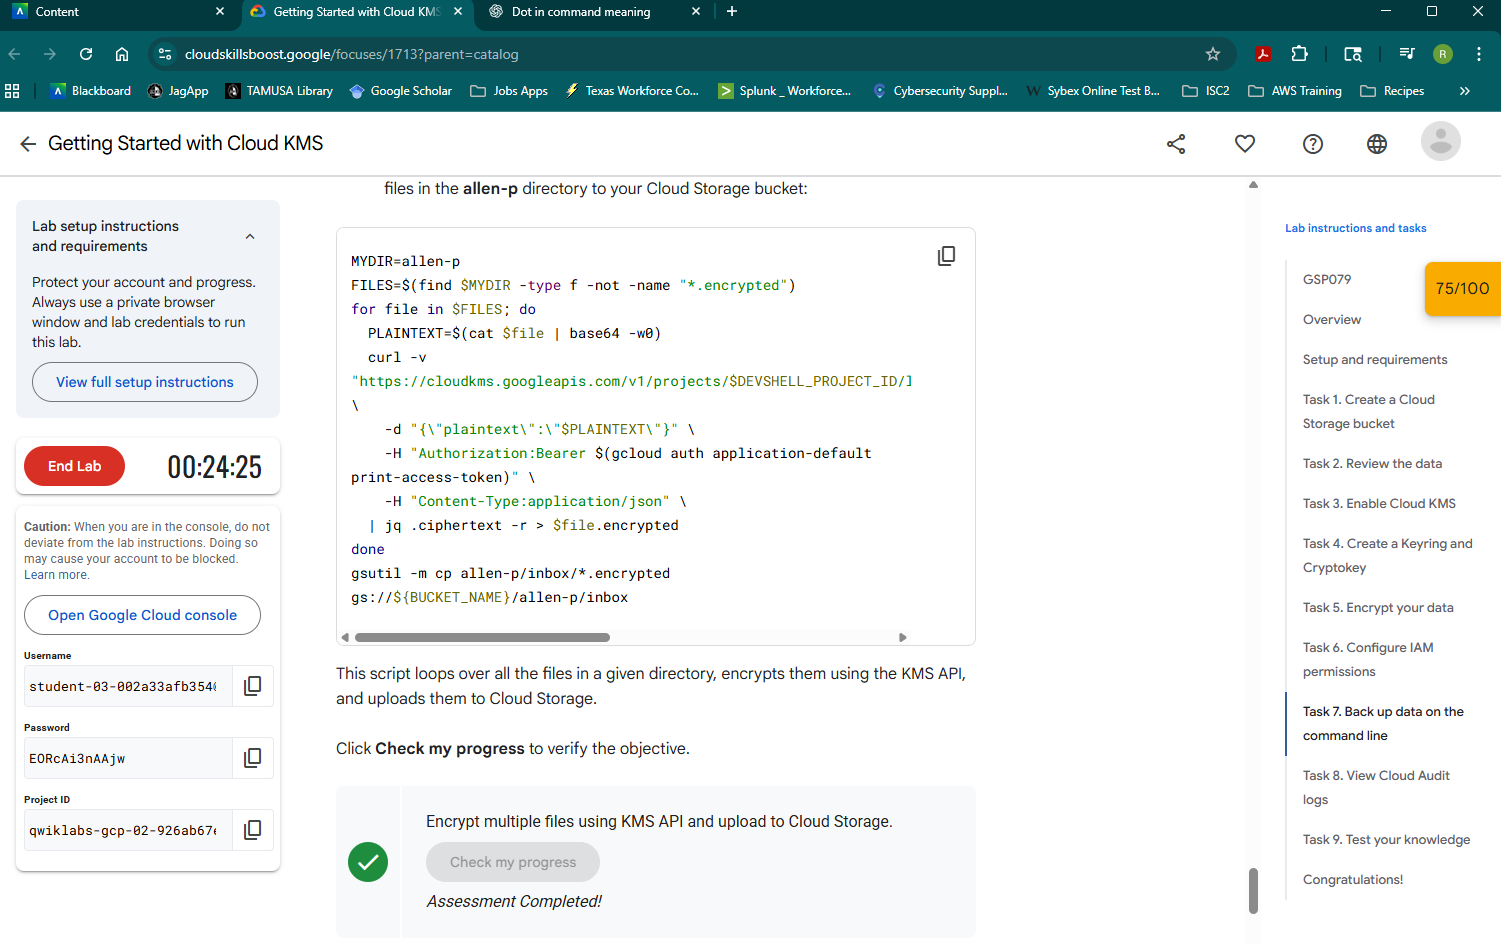 Content
Getting Started with Cloud KMS
Dot in command meaning
cloudskillsboost.google/focuses/1713?parent=catalog
R
Blackboard
JagApp
TAMUSA Library
Google Scholar
Jobs Apps
Texas Workforce Co...
Splunk _ Workforce...
Cybersecurity Suppl...
Sybex Online Test B...
ISC2
AWS Training
Recipes
Getting Started with Cloud KMS
Lab setup instructions
and requirements
Protect your account and progress.
Always use a private browser
window and lab credentials to run
this lab.
View full setup instructions
End Lab
00:24:25
Caution: When you are in the console, do not
deviate from the lab instructions. Doing so
may cause your account to be blocked.
Learn more.
Open Google Cloud console
Username
student-03-002a33afb354@
Password
EORcAi3nAAjw
Project ID
qwiklabs-gcp-02-926ab67e
files in the allen-p directory to your Cloud Storage bucket:
MYDIR=allen-p
FILES=$(find $MYDIR -type f -not -name "*.encrypted")
for file in $FILES; do
PLAINTEXT=$(cat $file | base64 -w0)
curl -v
"https://cloudkms.googleapis.com/v1/projects/$DEVSHELL_PROJECT_ID/l
\
-d "{\"plaintext\":\"$PLAINTEXT\"}" \
-H "Authorization:Bearer $(gcloud auth application-default
print-access-token)" \
-H "Content-Type:application/json" \
| jq .ciphertext -r > $file.encrypted
done
gsutil -m cp allen-p/inbox/*.encrypted
gs://${BUCKET_NAME}/allen-p/inbox
This script loops over all the files in a given directory, encrypts them using the KMS API,
and uploads them to Cloud Storage.
Click Check my progress to verify the objective.
Encrypt multiple files using KMS API and upload to Cloud Storage.
Check my progress
Assessment Completed!
Lab instructions and tasks
GSP079
75/100
Overview
Setup and requirements
Task 1. Create a Cloud
Storage bucket
Task 2. Review the data
Task 3. Enable Cloud KMS
Task 4. Create a Keyring and
Cryptokey
Task 5. Encrypt your data
Task 6. Configure IAM
permissions
Task 7. Back up data on the
command line
Task 8. View Cloud Audit
logs
Task 9. Test your knowledge
Congratulations!